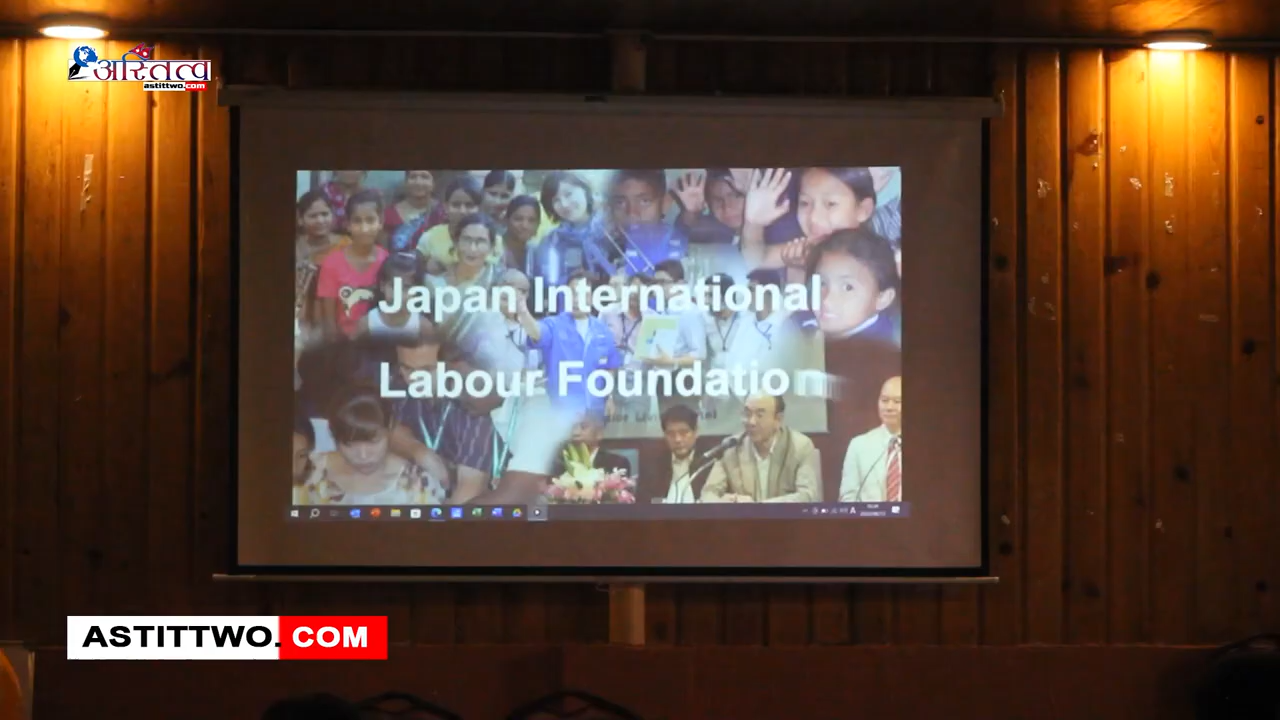 अस्तित्व
astittwo.com
Japan International
Labour Foundation
ASTITTWO. COM